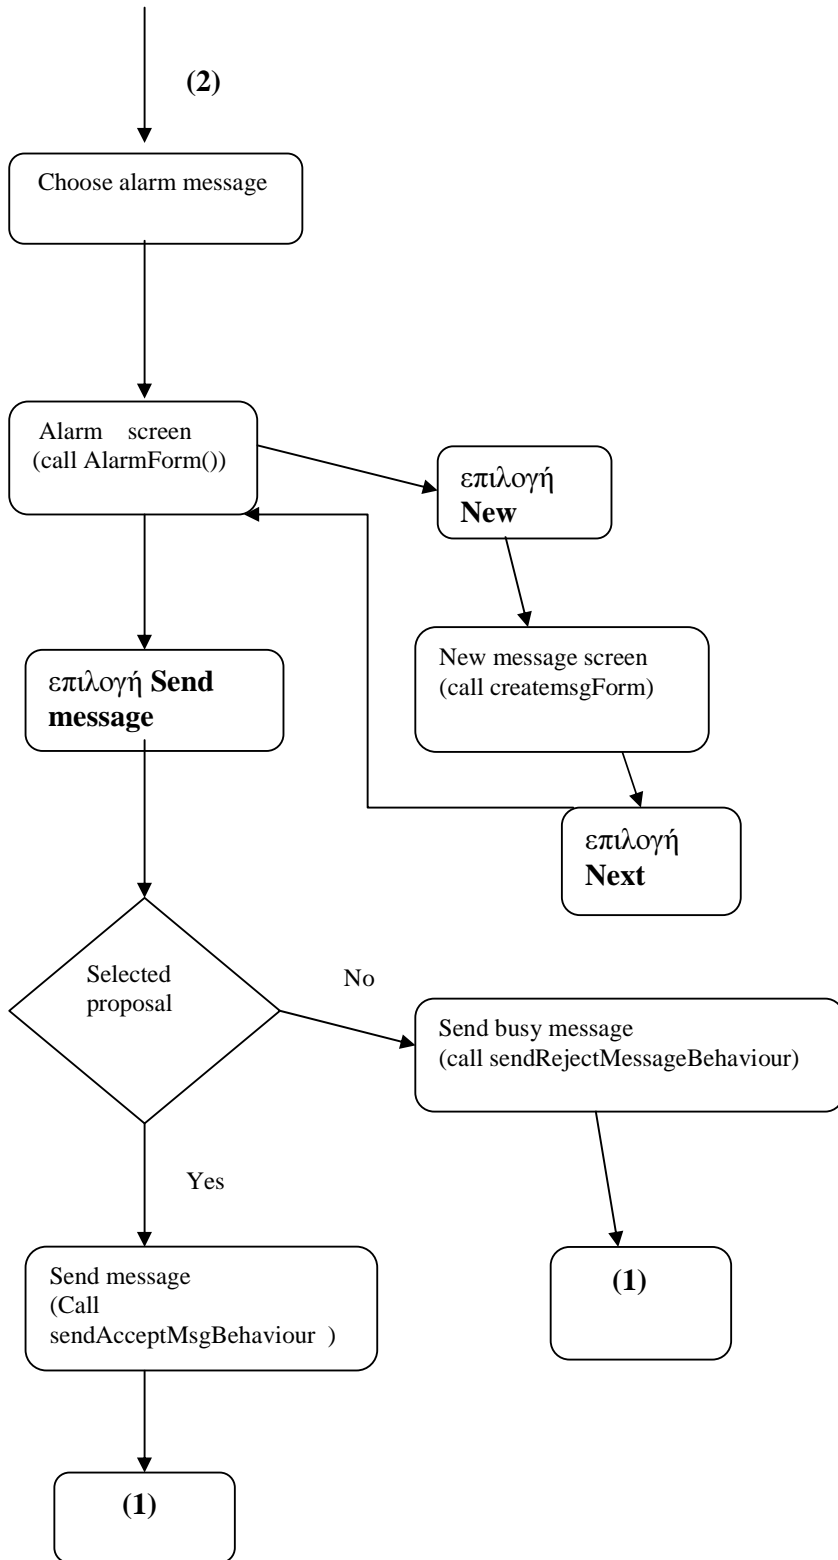 (2)
Choose alarm message
Alarm screen
(call AlarmForm())
επιλογή
New
New message screen
(call createmsgForm)
επιλογή Send
message
επιλογή
Next
Selected
proposal
No
Send busy message
(call sendRejectMessageBehaviour)
Yes
Send message
(Call
sendAcceptMsgBehaviour )
(1)
(1)